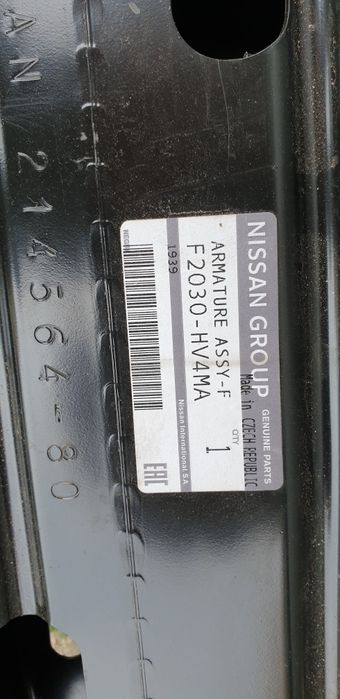 AN 214564-80
NISSAN GROUP GENUINE PARTS
Made in CZECH REPUBLIC
ARMATURE ASSY-F QTY
F2030-HV4MA 1
1939
Nissan International SA
EAC